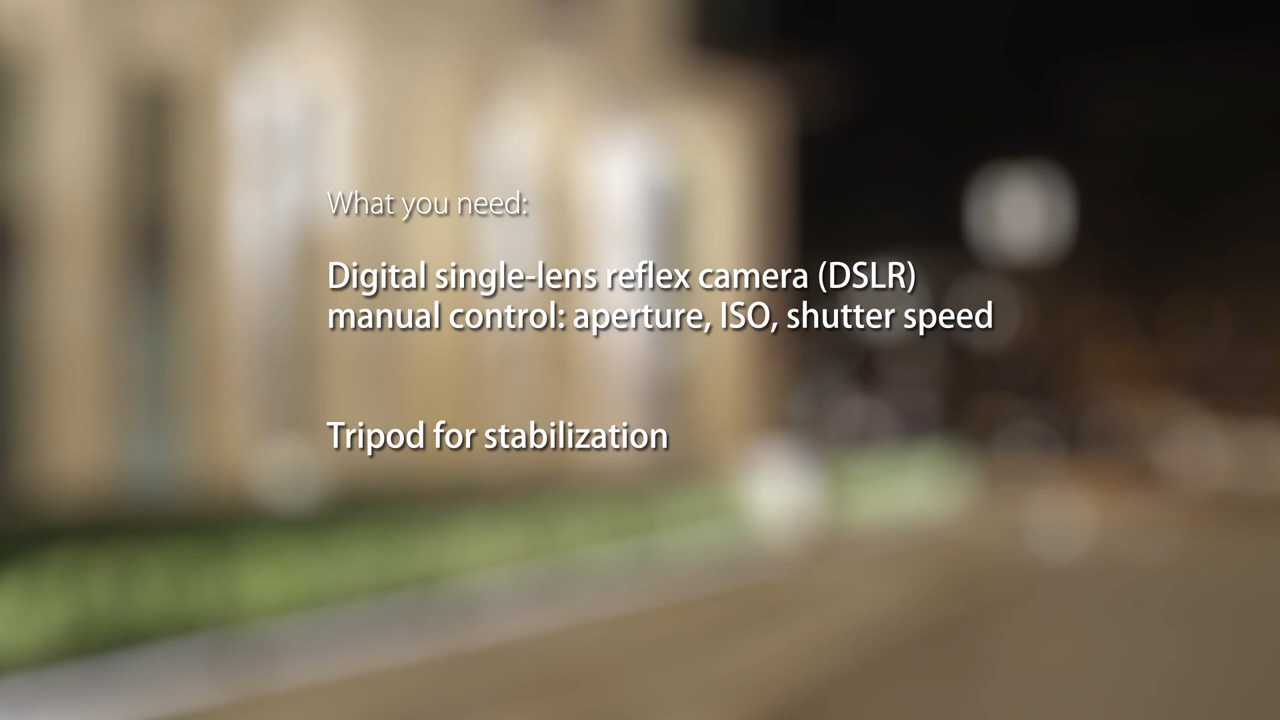 What you need:
Digital single-lens reflex camera (DSLR)
manual control: aperture, ISO, shutter speed
Tripod for stabilization